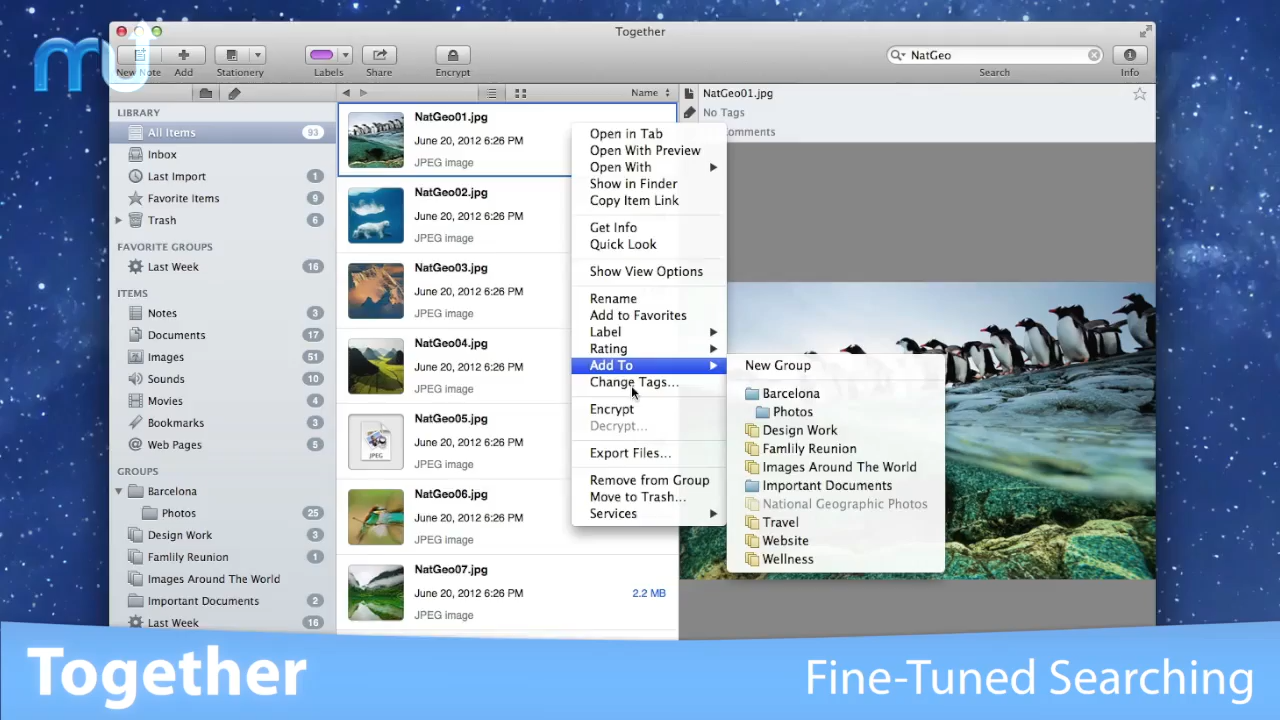 Together
NatGeo
New Note
Add
Stationery
Labels
Share
Encrypt
Search
Info
LIBRARY
All Items 93
Inbox
Last Import 1
Favorite Items 9
Trash 6
FAVORITE GROUPS
Last Week 16
ITEMS
Notes 3
Documents 17
Images 51
Sounds 10
Movies 4
Bookmarks 3
Web Pages 5
GROUPS
Barcelona
Photos 25
Design Work 3
Famlily Reunion 1
Images Around The World
Important Documents 2
Last Week 16
Name
NatGeo01.jpg
June 20, 2012 6:26 PM
JPEG image
NatGeo02.jpg
June 20, 2012 6:26 PM
JPEG image
NatGeo03.jpg
June 20, 2012 6:26 PM
JPEG image
NatGeo04.jpg
June 20, 2012 6:26 PM
JPEG image
NatGeo05.jpg
June 20, 2012 6:26 PM
JPEG image
JPEG
NatGeo06.jpg
June 20, 2012 6:26 PM
JPEG image
NatGeo07.jpg
June 20, 2012 6:26 PM
2.2 MB
JPEG image
Open in Tab
Open With Preview
Open With
Show in Finder
Copy Item Link
Get Info
Quick Look
Show View Options
Rename
Add to Favorites
Label
Rating
Add To
Change Tags...
Encrypt
Decrypt...
Export Files...
Remove from Group
Move to Trash...
Services
New Group
Barcelona
Photos
Design Work
Famlily Reunion
Images Around The World
Important Documents
National Geographic Photos
Travel
Website
Wellness
NatGeo01.jpg
No Tags
omments
Together
Fine-Tuned Searching